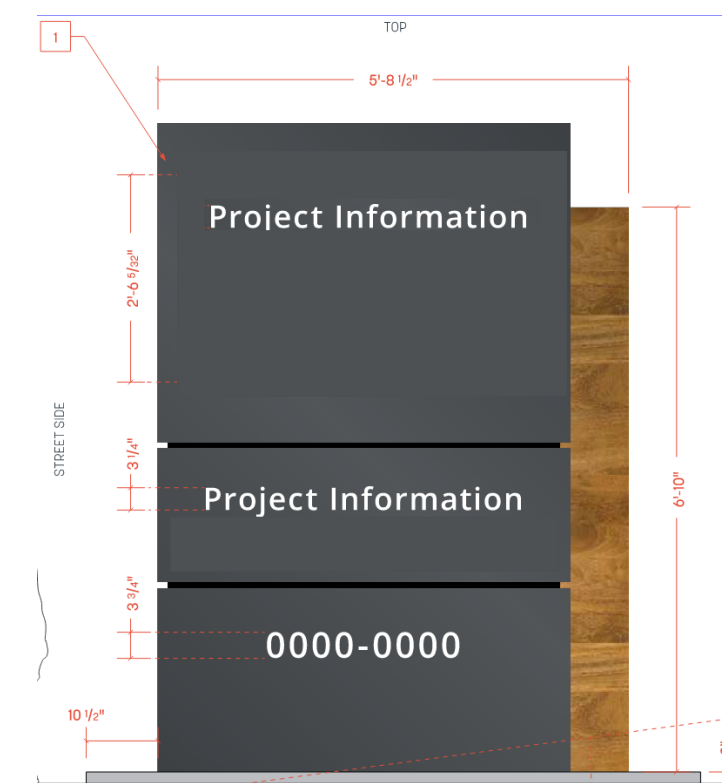 TOP
1
5'-8 1/2"
Project Information
2'-6 5/32"
STREET SIDE
3 1/4"
Project Information
6'-10"
3 3/4"
0000-0000
10 1/2"